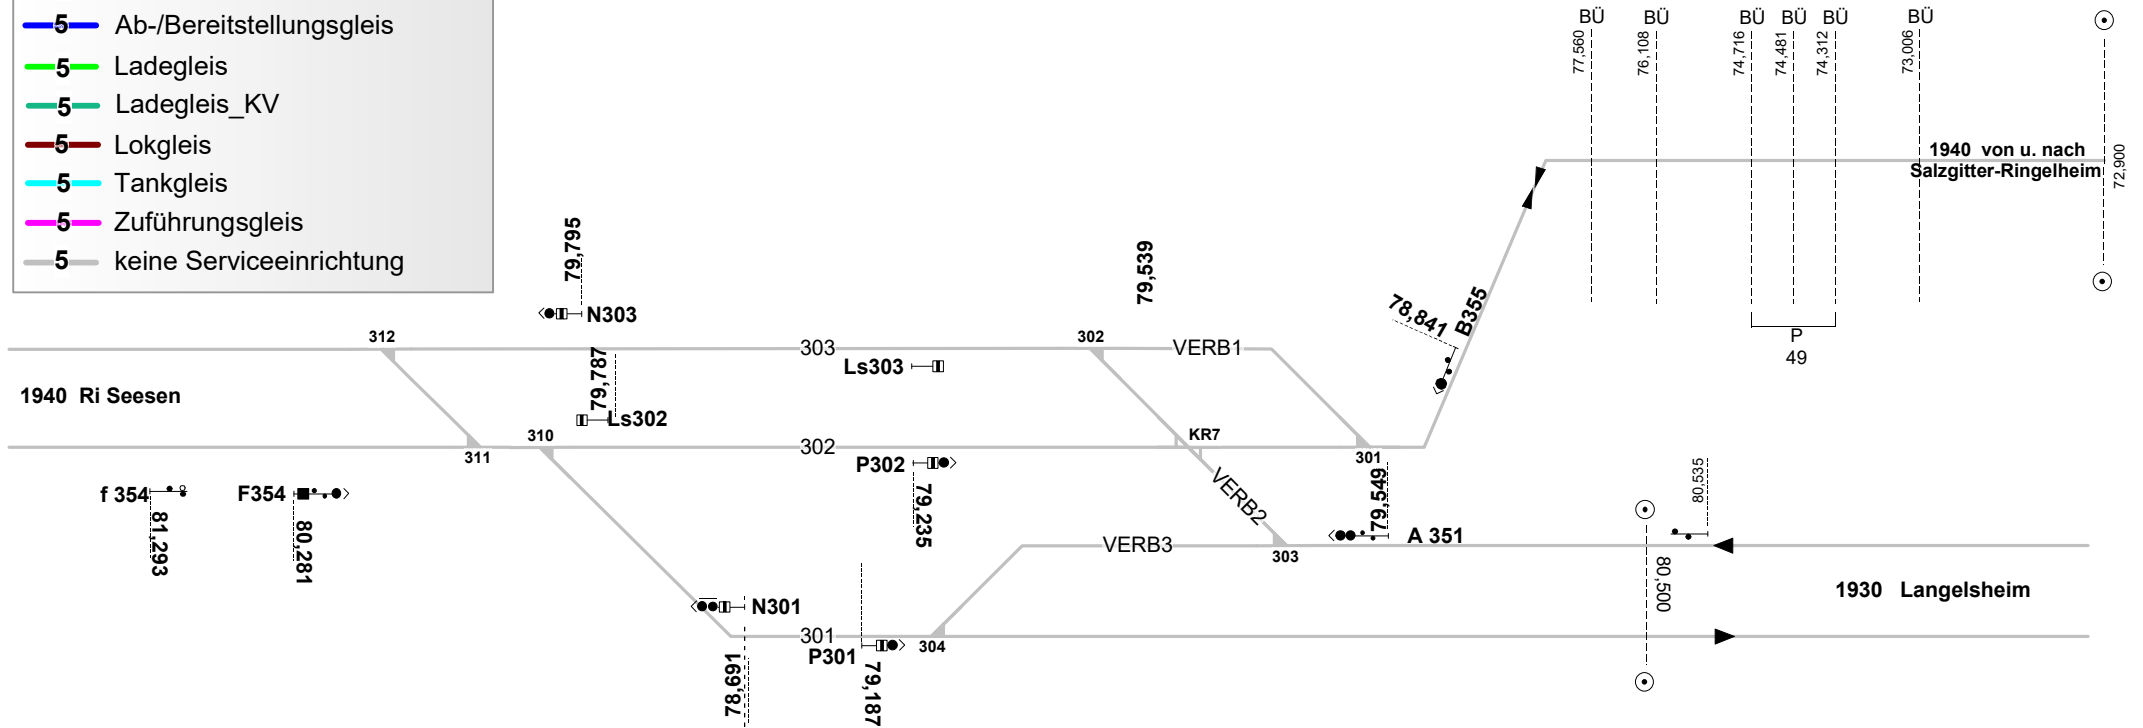 5 Ab-/Bereitstellungsgleis
5 Ladegleis
5 Ladegleis_KV
5 Lokgleis
5 Tankgleis
5 Zuführungsgleis
5 keine Serviceeinrichtung
BÜ BÜ BÜ BÜ BÜ BÜ
77,560 76,108 74,716 74,481 74,312 73,006
1940 von u. nach
Salzgitter-Ringelheim
72,900
P
49
79,795
N303
79,539
78,841
B355
312
303
302
VERB1
79,787
Ls303
1940 Ri Seesen
Ls302
310
302
KR7
311
301
P302
79,235
VERB2
79,549
80,535
f 354
81,293
F354
80,281
VERB3
303
A 351
80,500
1930 Langelsheim
N301
301
P301
304
78,691
79,187